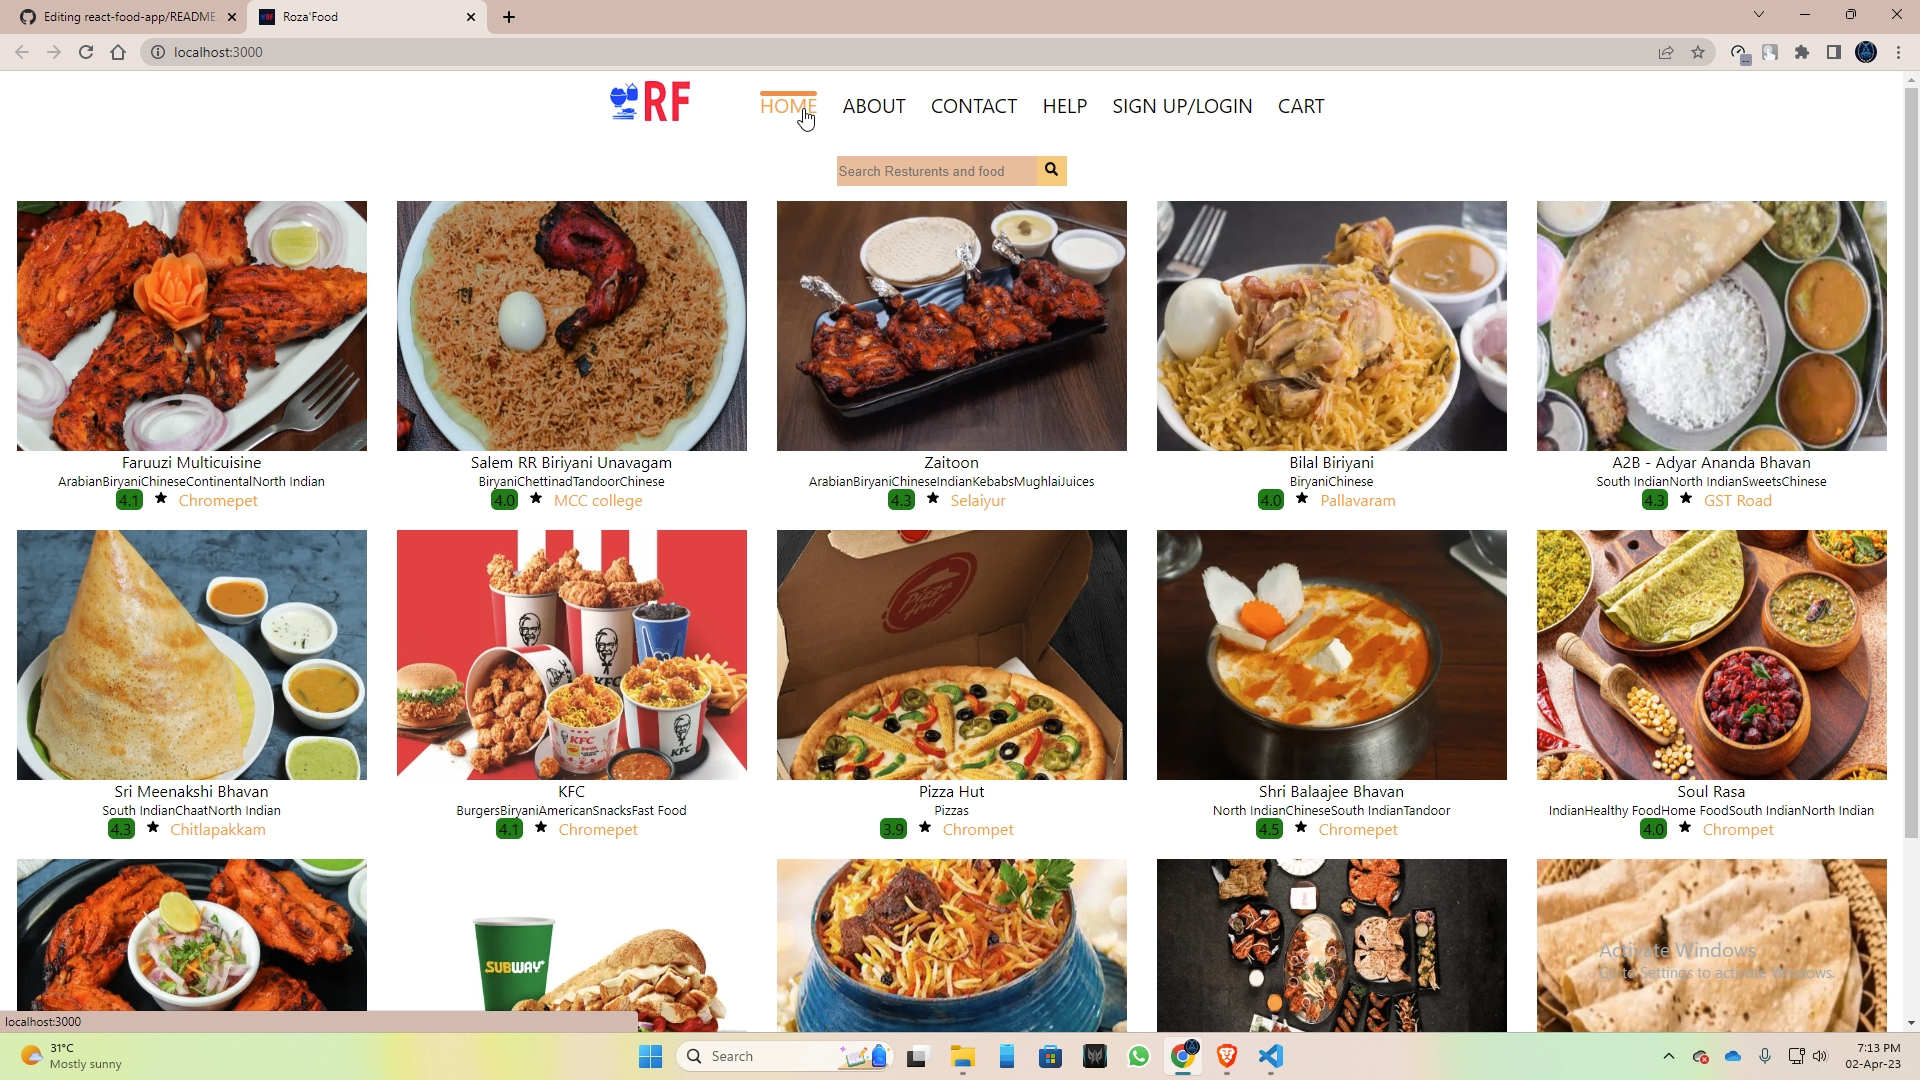 Editing react-food-app/README
Roza'Food
localhost:3000
RF
HOME ABOUT CONTACT HELP SIGN UP/LOGIN CART
Search Resturents and food
Faruuzi Multicuisine
ArabianBiryaniChineseContinentalNorth Indian
4.1 ★ Chromepet
Salem RR Biriyani Unavagam
BiryaniChettinadTandoorChinese
4.0 ★ MCC college
Zaitoon
ArabianBiryaniChineseIndianKebabsMughlaiJuices
4.3 ★ Selaiyur
Bilal Biriyani
BiryaniChinese
4.0 ★ Pallavaram
A2B - Adyar Ananda Bhavan
South IndianNorth IndianSweetsChinese
4.3 ★ GST Road
Pizza Hut
KFC
KFC
KFC
Sri Meenakshi Bhavan
South IndianChaatNorth Indian
4.3 ★ Chitlapakkam
KFC
BurgersBiryaniAmericanSnacksFast Food
4.1 ★ Chromepet
Pizza Hut
Pizzas
3.9 ★ Chrompet
Shri Balaajee Bhavan
North IndianChineseSouth IndianTandoor
4.5 ★ Chromepet
Soul Rasa
IndianHealthy FoodHome FoodSouth IndianNorth Indian
4.0 ★ Chrompet
SUBWAY
Activate Windows
Go to Settings to activate Windows.
localhost:3000
31°C
Mostly sunny
Search
7:13 PM
02-Apr-23